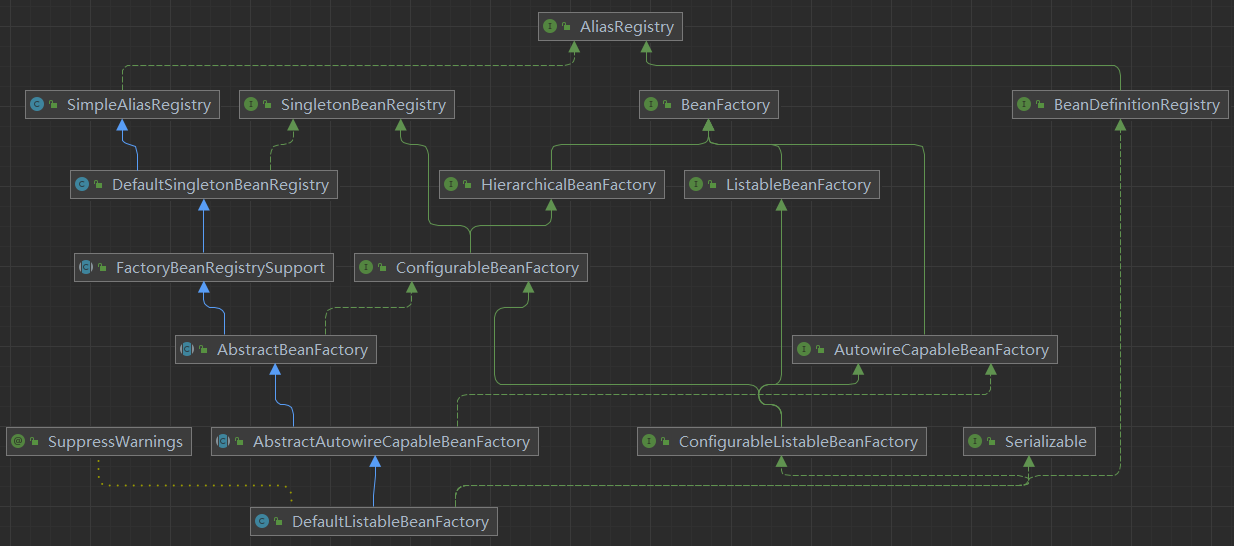 AliasRegistry
SimpleAliasRegistry
SingletonBeanRegistry
BeanFactory
BeanDefinitionRegistry
DefaultSingletonBeanRegistry
HierarchicalBeanFactory
ListableBeanFactory
FactoryBeanRegistrySupport
ConfigurableBeanFactory
AbstractBeanFactory
AutowireCapableBeanFactory
SuppressWarnings
AbstractAutowireCapableBeanFactory
ConfigurableListableBeanFactory
Serializable
DefaultListableBeanFactory